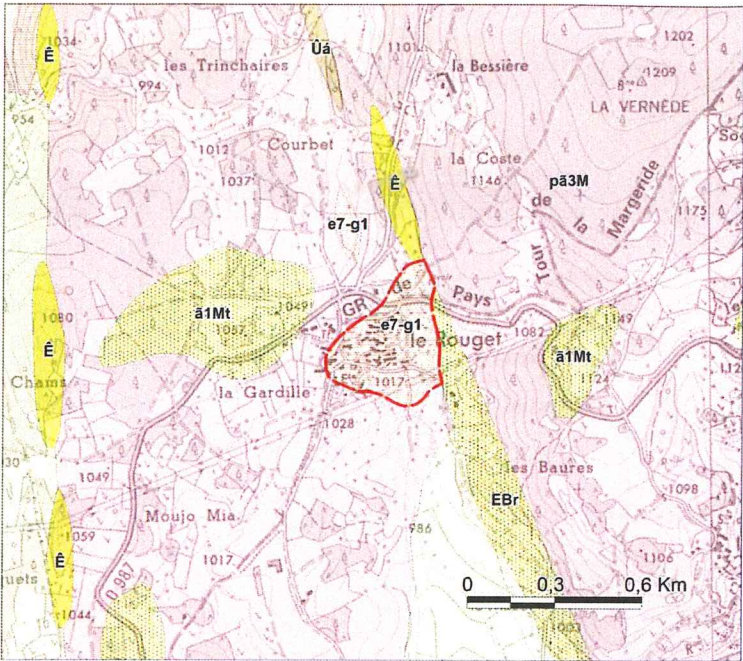 1034
Ê
les Trinchaires
Ûá
1101
la Bessière
1202
1209
LA VERNÈDE
994
954
Courbet
1012
1037
la Coste
1146
pã3M
Ê
de
la
Margeride
Tour
1175
e7-g1
ã1Mt
1049
1057
GR de Pays
e7-g1
le Rouget
1082
1149
ã1Mt
1124
1080
Ê
Chams
la Gardille
1017
1028
les Baures
EBr
1049
1098
Moujo Mia
986
1059
Ê
1017
1106
D 987
1044
0 0,3 0,6 Km